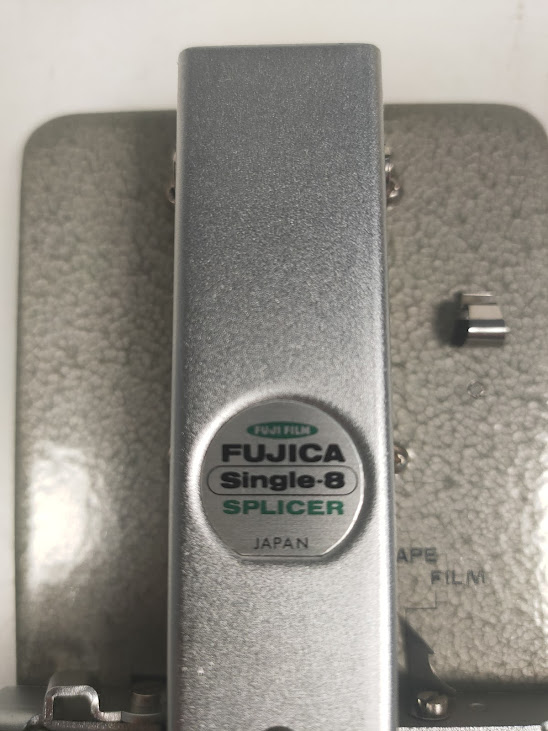 FUJI FILM
FUJICA
Single-8
SPLICER
JAPAN
APE
FILM